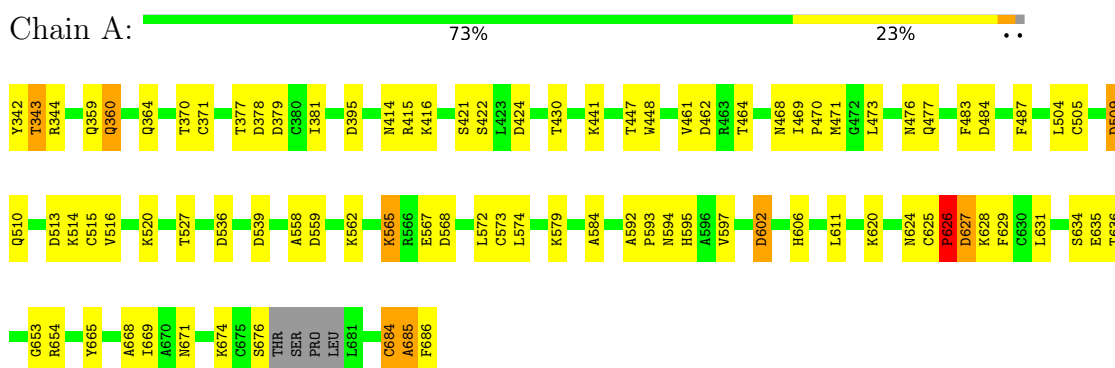 Chain A:
73% 23% • •
Y342 T343 R344 Q359 Q360 Q364 T370 C371 T377 D378 D379 C380 I381 D395 N414 R415 K416 S421 S422 L423 D424 T430 K441 T447 W448 V461 D462 R463 T464 N468 I469 P470 M471 G472 L473 N476 Q477 F483 D484 F487 L504 C505 D509
Q510 D513 K514 C515 V516 K520 T527 D536 D539 A558 D559 K562 K565 R566 E567 D568 L572 C573 L574 K579 A584 A592 P593 N594 H595 A596 V597 D602 H606 L611 K620 N624 C625 P626 D627 K628 F629 C630 L631 S634 E635 T636
G653 R654 Y665 A668 I669 A670 N671 K674 C675 S676 THR SER PRO LEU L681 C684 A685 F686